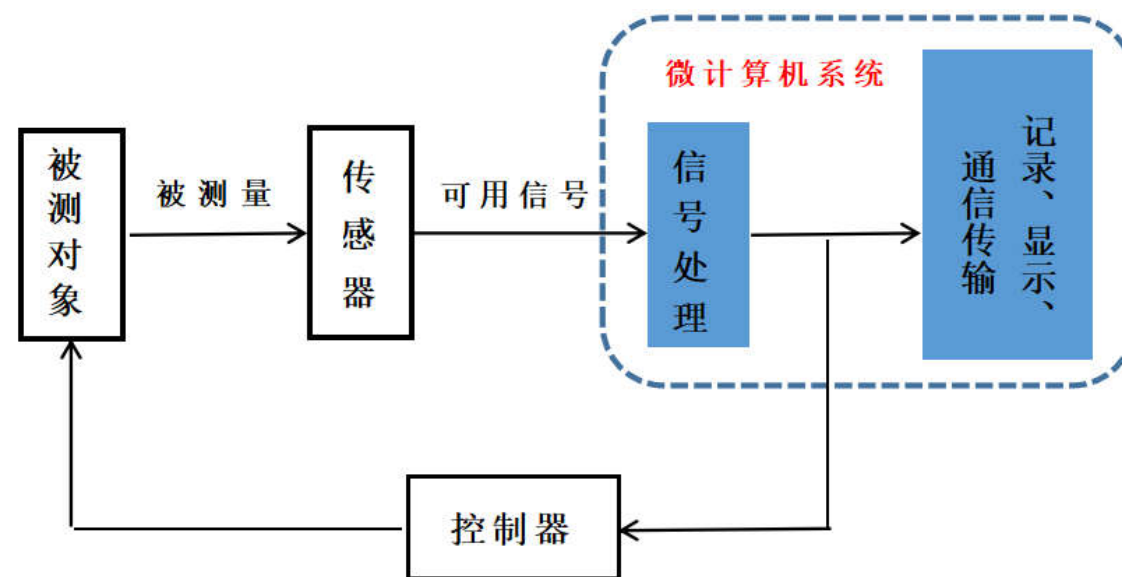 微计算机系统
被测对象
被测量
传感器
可用信号
信号处理
记录、显示、
通信传输
控制器